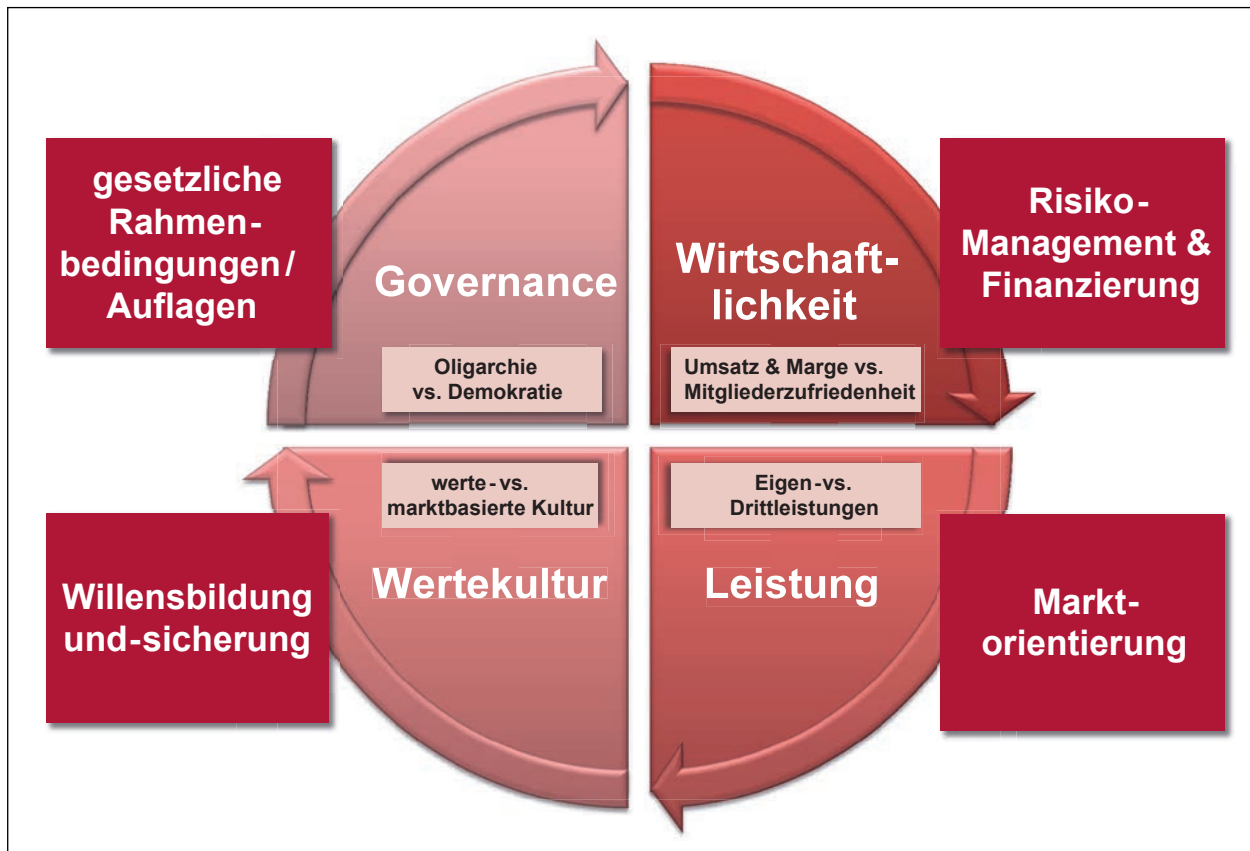 gesetzliche
Rahmen-
bedingungen/
Auflagen
Governance
Oligarchie
vs. Demokratie
Wirtschaft-
lichkeit
Umsatz & Marge vs.
Mitgliederzufriedenheit
Risiko-
Management &
Finanzierung
Willensbildung
und-sicherung
werte- vs.
marktbasierte Kultur
Wertekultur
Eigen-vs.
Drittleistungen
Leistung
Markt-
orientierung